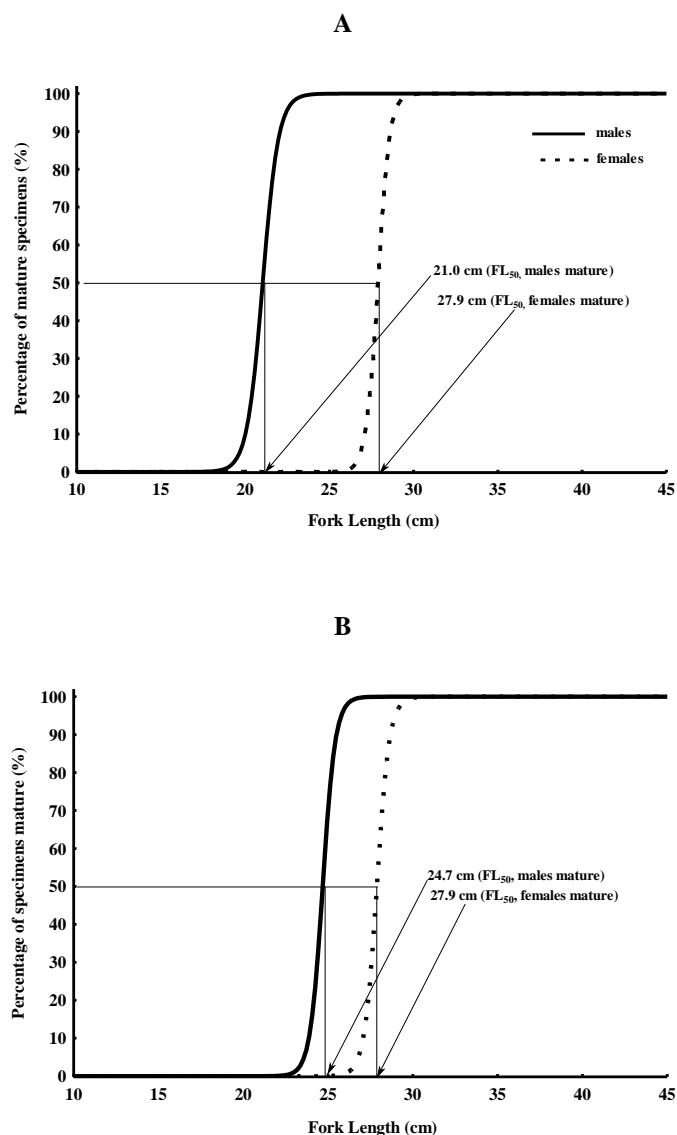 A
Percentage of mature specimens (%)
100
90
80
70
60
50
40
30
20
10
0
males
females
21.0 cm (FL50, males mature)
27.9 cm (FL50, females mature)
10 15 20 25 30 35 40 45
Fork Length (cm)
B
Percentage of specimens mature (%)
100
90
80
70
60
50
40
30
20
10
0
24.7 cm (FL50, males mature)
27.9 cm (FL50, females mature)
10 15 20 25 30 35 40 45
Fork Length (cm)